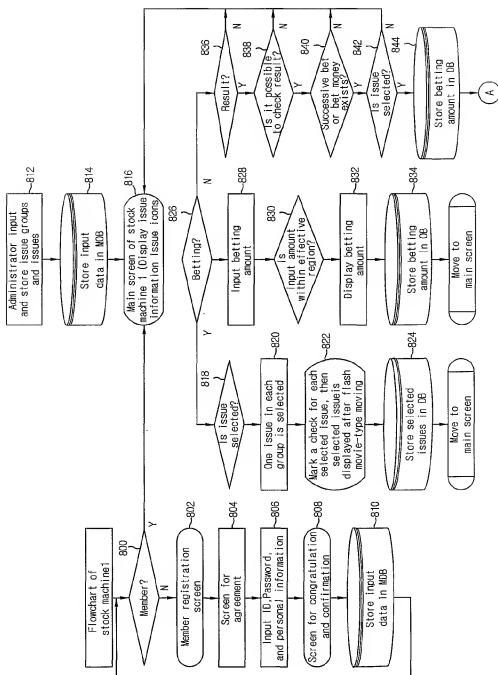 Flowchart of
stock machine1
800
Member?
Y
N
802
Member registration
screen
804
Screen for
agreement
806
Input ID,Password,
and personal information
808
Screen for congratulation
and confirmation
810
Store input
data in MDB
Administrator input
and store issue groups
and issues
812
814
Store input
data in MDB
816
Main screen of stock
machine 1 (Display issue
information issue icons)
826
Betting?
Y
N
818
Is issue
selected?
820
One issue in each
group is selected
822
Mark a check for each
selected issue, then
selected issueis
displayed after flash
movie-type moving
824
Store selected
issues in DB
Move to
main screen
828
Input betting
amount
830
Is
input amount
within effective
region?
832
Display betting
amount
834
Store betting
amount in DB
Move to
main screen
836
Result?
N
Y
838
Is it possible
to check result?
N
Y
840
Successive bet
or bet money
exists?
N
Y
842
Is issue
selected?
N
Y
844
Store betting
amount in DB
A